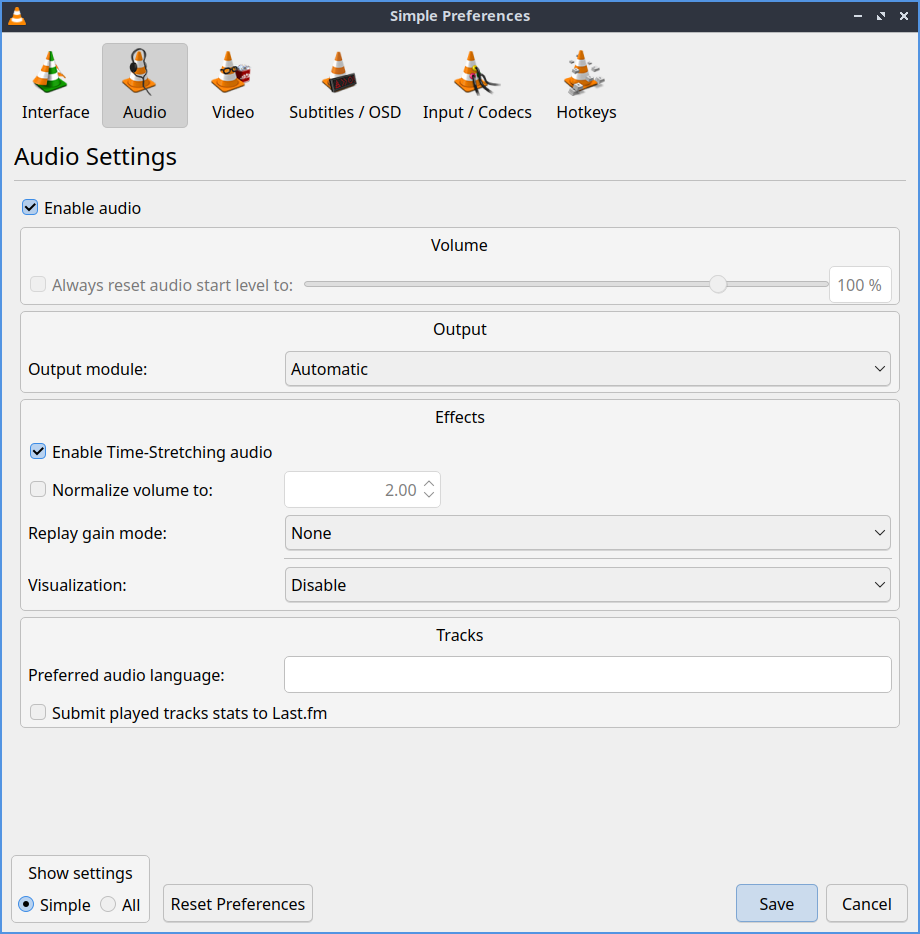 Simple Preferences
Interface
Audio
Video
Subtitles / OSD
Input / Codecs
Hotkeys
Audio Settings
Enable audio
Volume
Always reset audio start level to:
100 %
Output
Output module:
Automatic
Effects
Enable Time-Stretching audio
Normalize volume to:
2.00
Replay gain mode:
None
Visualization:
Disable
Tracks
Preferred audio language:
Submit played tracks stats to Last.fm
Show settings
Simple
All
Reset Preferences
Save
Cancel